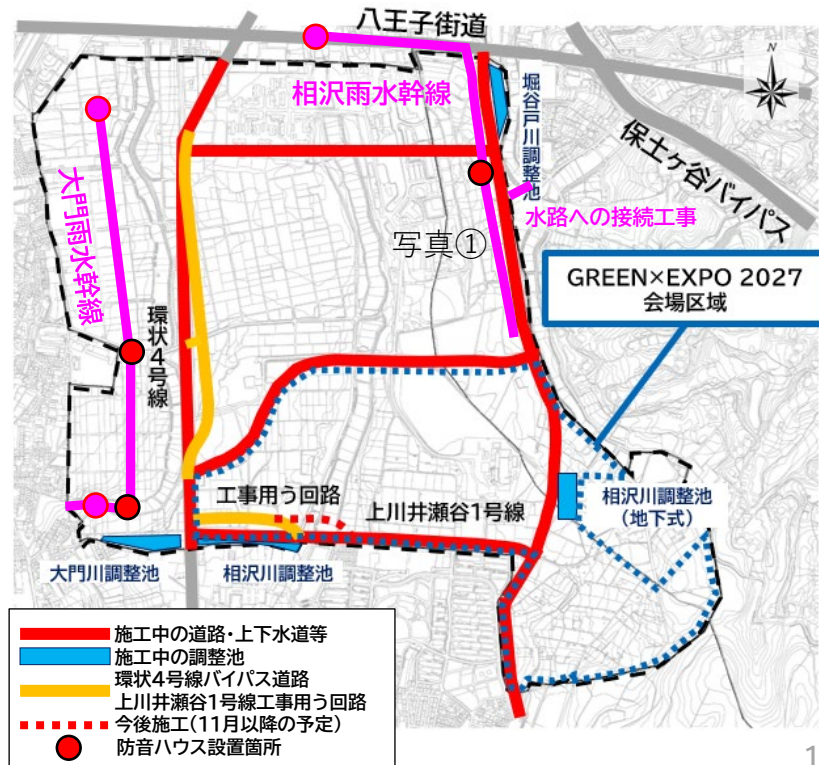 八王子街道
N
相沢雨水幹線
堀谷戸川調整池
保土ヶ谷バイパス
大門雨水幹線
水路への接続工事
写真①
GREEN×EXPO 2027
会場区域
環状4号線
工事用う回路
上川井瀬谷1号線
相沢川調整池
(地下式)
大門川調整池
相沢川調整池
施工中の道路・上下水道等
施工中の調整池
環状4号線バイパス道路
上川井瀬谷1号線工事用う回路
今後施工(11月以降の予定)
防音ハウス設置箇所
1